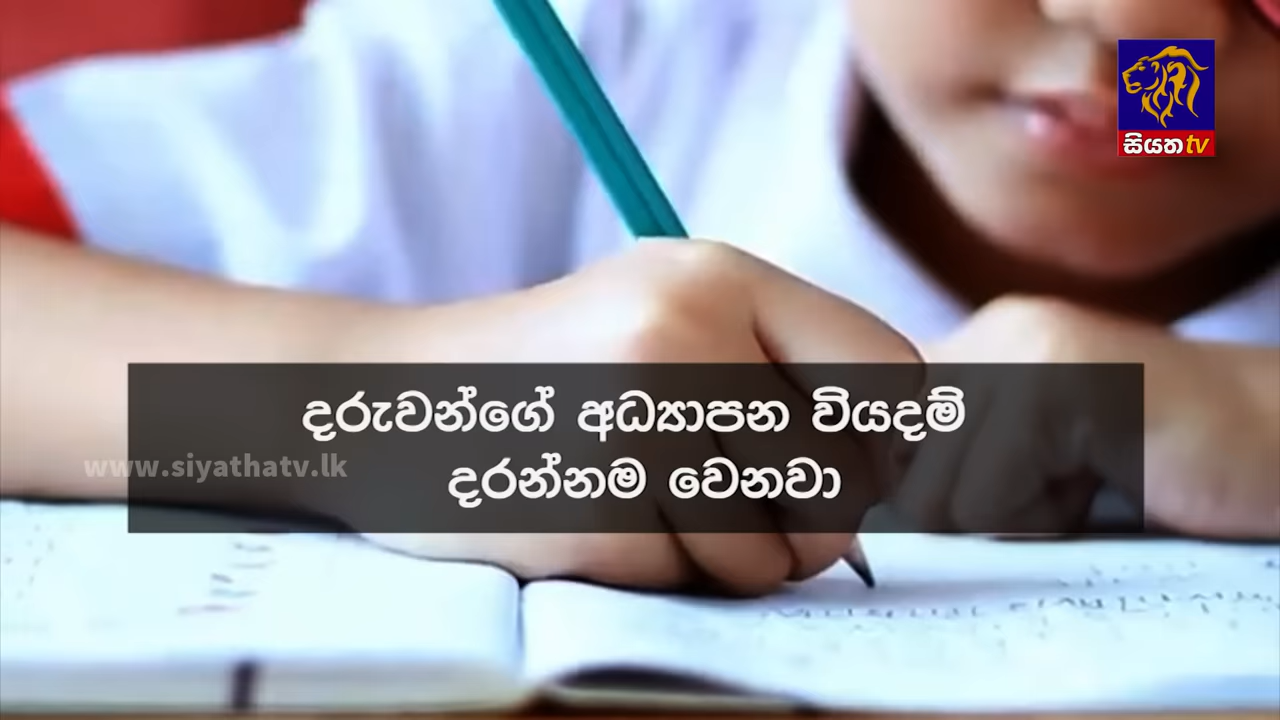 සියත tv
දරුවන්ගේ අධ්‍යාපන වියදම්
www.siyathatv.lk
දරන්නම වෙනවා